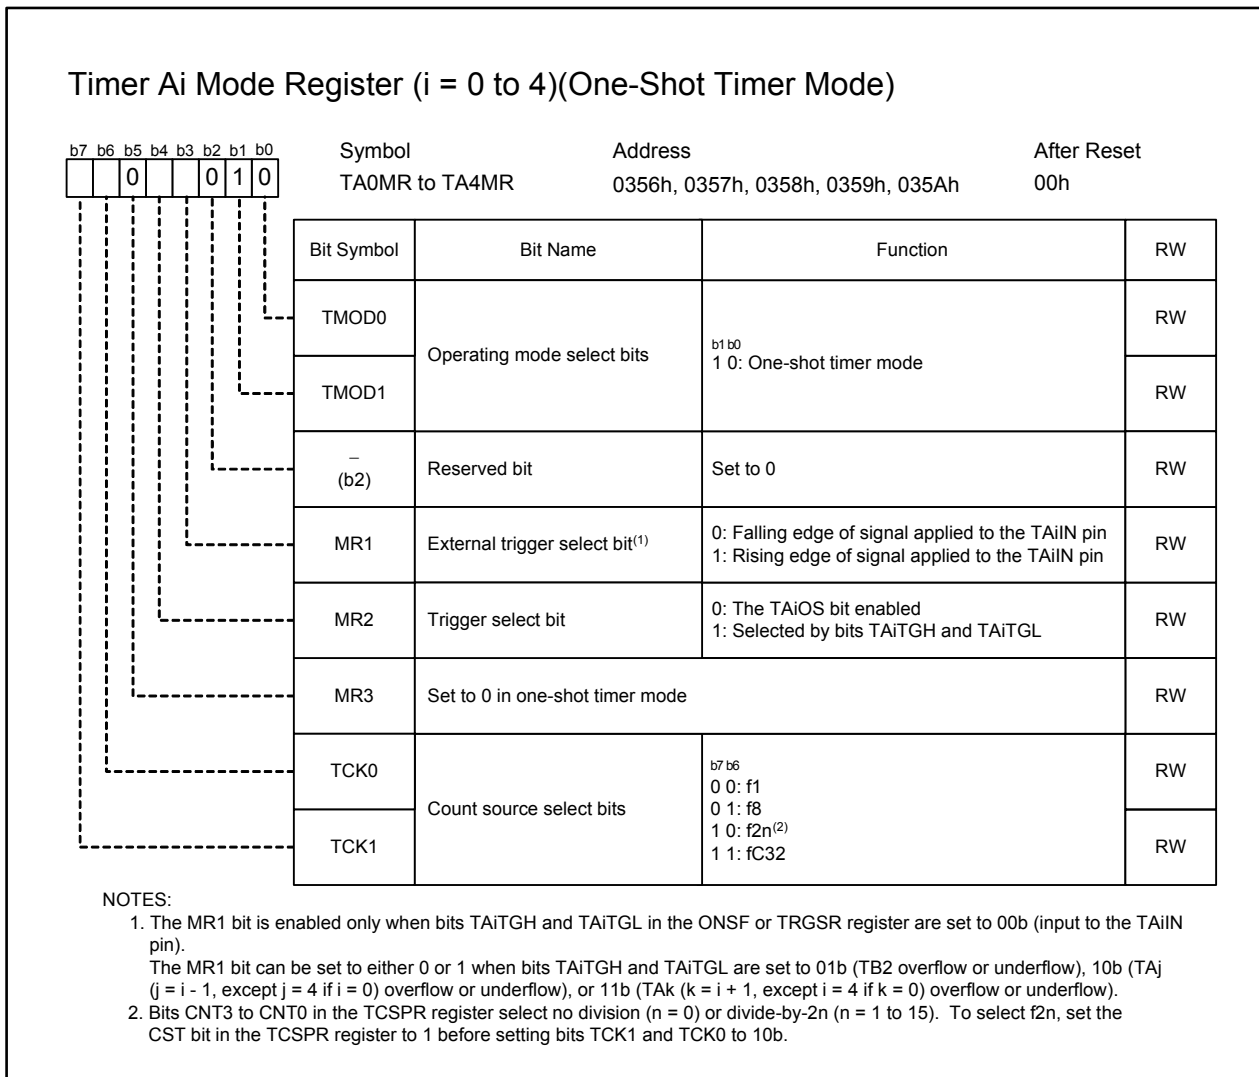 Timer Ai Mode Register (i = 0 to 4)(One-Shot Timer Mode)
b7 b6 b5 b4 b3 b2 b1 b0
0 0 1 0
Symbol Address After Reset
TA0MR to TA4MR 0356h, 0357h, 0358h, 0359h, 035Ah 00h
Bit Symbol Bit Name Function RW
TMOD0 RW
Operating mode select bits
b1 b0
1 0: One-shot timer mode
TMOD1 RW
–
(b2) Reserved bit Set to 0 RW
MR1 External trigger select bit(1) RW
0: Falling edge of signal applied to the TAiIN pin
1: Rising edge of signal applied to the TAiIN pin
MR2 Trigger select bit RW
0: The TAiOS bit enabled
1: Selected by bits TAiTGH and TAiTGL
MR3 Set to 0 in one-shot timer mode RW
TCK0 RW
Count source select bits
b7 b6
0 0: f1
0 1: f8
1 0: f2n(2)
1 1: fC32
TCK1 RW
NOTES:
1. The MR1 bit is enabled only when bits TAiTGH and TAiTGL in the ONSF or TRGSR register are set to 00b (input to the TAiIN
pin).
The MR1 bit can be set to either 0 or 1 when bits TAiTGH and TAiTGL are set to 01b (TB2 overflow or underflow), 10b (TAj
(j = i - 1, except j = 4 if i = 0) overflow or underflow), or 11b (TAk (k = i + 1, except i = 4 if k = 0) overflow or underflow).
2. Bits CNT3 to CNT0 in the TCSPR register select no division (n = 0) or divide-by-2n (n = 1 to 15). To select f2n, set the
CST bit in the TCSPR register to 1 before setting bits TCK1 and TCK0 to 10b.